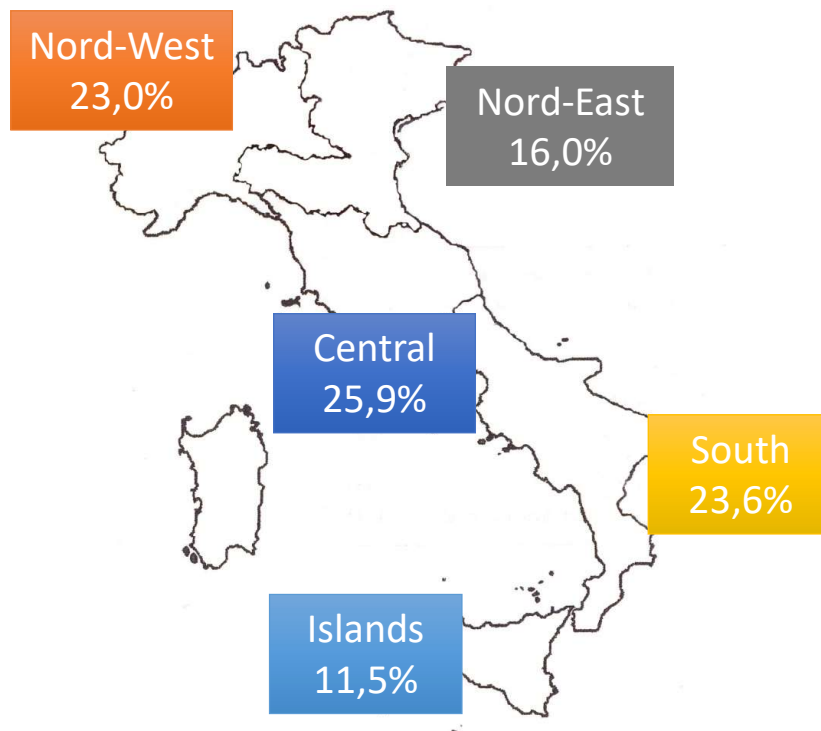 Nord-West
23,0%
Nord-East
16,0%
Central
25,9%
South
23,6%
Islands
11,5%